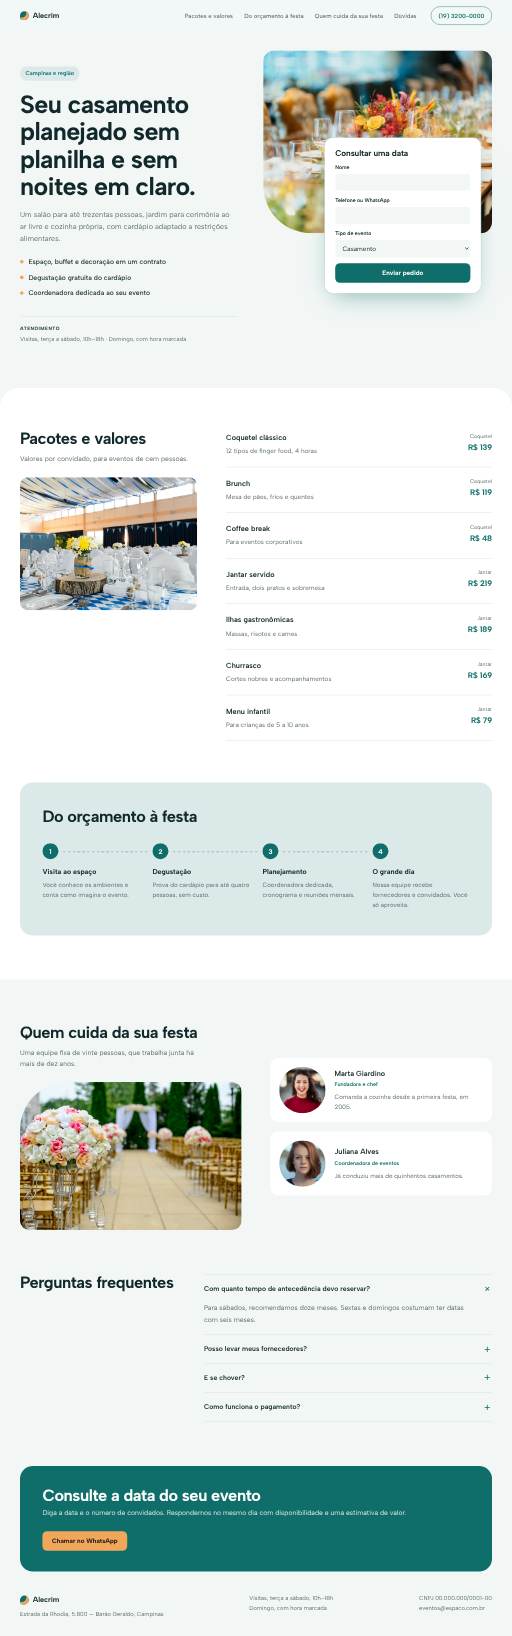 Alecrim
Pacotes e valores
Do orçamento à festa
Quem cuida da sua festa
Dúvidas
(19) 3200-0000
Campinas e região
Seu casamento
planejado sem
planilha e sem
noites em claro.
Um salão para até trezentas pessoas, jardim para cerimônia ao
ar livre e cozinha própria, com cardápio adaptado a restrições
alimentares.
Espaço, buffet e decoração em um contrato
Degustação gratuita do cardápio
Coordenadora dedicada ao seu evento
ATENDIMENTO
Visitas, terça a sábado, 10h–18h · Domingo, com hora marcada
Consultar uma data
Nome
Telefone ou WhatsApp
Tipo de evento
Casamento
Enviar pedido
Pacotes e valores
Valores por convidado, para eventos de cem pessoas.
Coquetel clássico
12 tipos de finger food, 4 horas
Coquetel
R$ 139
Brunch
Mesa de pães, frios e quentes
Coquetel
R$ 119
Coffee break
Para eventos corporativos
Coquetel
R$ 48
Jantar servido
Entrada, dois pratos e sobremesa
Jantar
R$ 219
Ilhas gastronômicas
Massas, risotos e carnes
Jantar
R$ 189
Churrasco
Cortes nobres e acompanhamentos
Jantar
R$ 169
Menu infantil
Para crianças de 5 a 10 anos
Jantar
R$ 79
Do orçamento à festa
1
Visita ao espaço
Você conhece os ambientes e
conta como imagina o evento.
2
Degustação
Prova do cardápio para até quatro
pessoas, sem custo.
3
Planejamento
Coordenadora dedicada,
cronograma e reuniões mensais.
4
O grande dia
Nossa equipe recebe
fornecedores e convidados. Você
só aproveita.
Quem cuida da sua festa
Uma equipe fixa de vinte pessoas, que trabalha junta há
mais de dez anos.
Marta Giardino
Fundadora e chef
Comanda a cozinha desde a primeira festa, em
2005.
Juliana Alves
Coordenadora de eventos
Já conduziu mais de quinhentos casamentos.
Perguntas frequentes
Com quanto tempo de antecedência devo reservar?
Para sábados, recomendamos doze meses. Sextas e domingos costumam ter datas
com seis meses.
Posso levar meus fornecedores?
E se chover?
Como funciona o pagamento?
Consulte a data do seu evento
Diga a data e o número de convidados. Respondemos no mesmo dia com disponibilidade e uma estimativa de valor.
Chamar no WhatsApp
Alecrim
Estrada da Rhodia, 5.800 — Barão Geraldo, Campinas
Visitas, terça a sábado, 10h–18h
Domingo, com hora marcada
CNPJ 00.000.000/0001-00
eventos@espaco.com.br